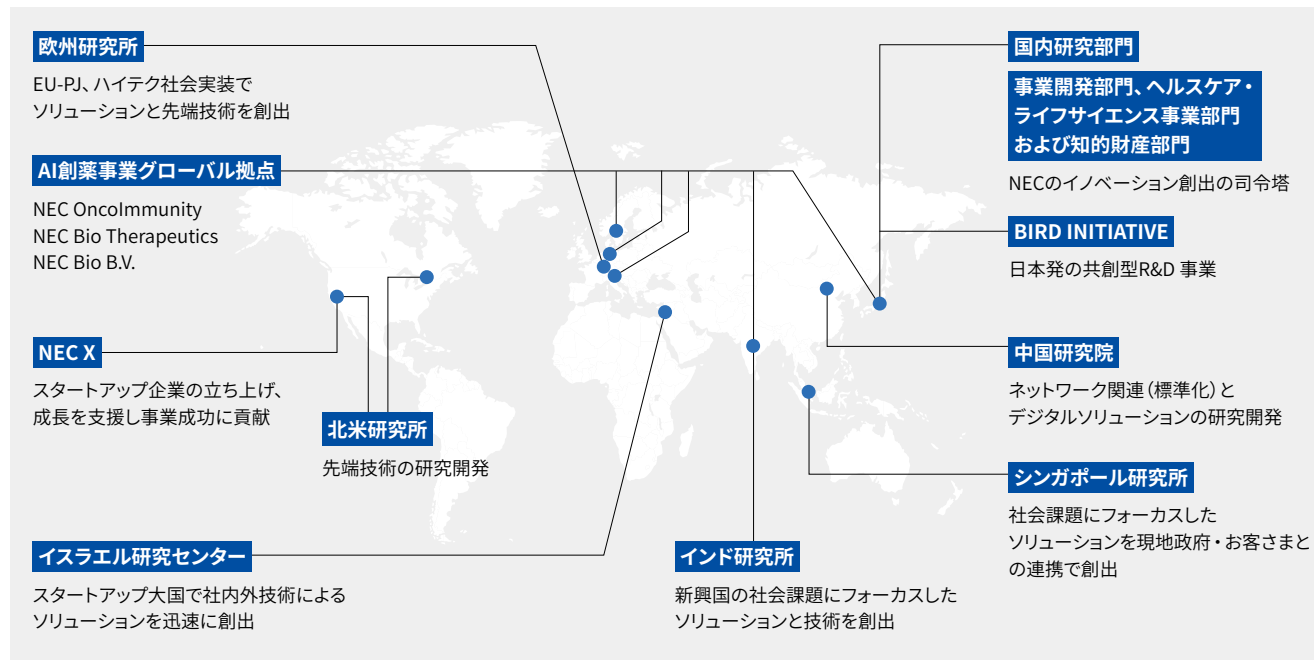 欧州研究所
EU-PJ、ハイテク社会実装で
ソリューションと先端技術を創出
AI創薬事業グローバル拠点
NEC OncoImmunity
NEC Bio Therapeutics
NEC Bio B.V.
NEC X
スタートアップ企業の立ち上げ、
成長を支援し事業成功に貢献
北米研究所
先端技術の研究開発
イスラエル研究センター
スタートアップ大国で社内外技術による
ソリューションを迅速に創出
インド研究所
新興国の社会課題にフォーカスした
ソリューションと技術を創出
国内研究部門
事業開発部門、ヘルスケア・
ライフサイエンス事業部門
および知的財産部門
NECのイノベーション創出の司令塔
BIRD INITIATIVE
日本発の共創型R&D 事業
中国研究院
ネットワーク関連（標準化）と
デジタルソリューションの研究開発
シンガポール研究所
社会課題にフォーカスした
ソリューションを現地政府・お客さまと
の連携で創出